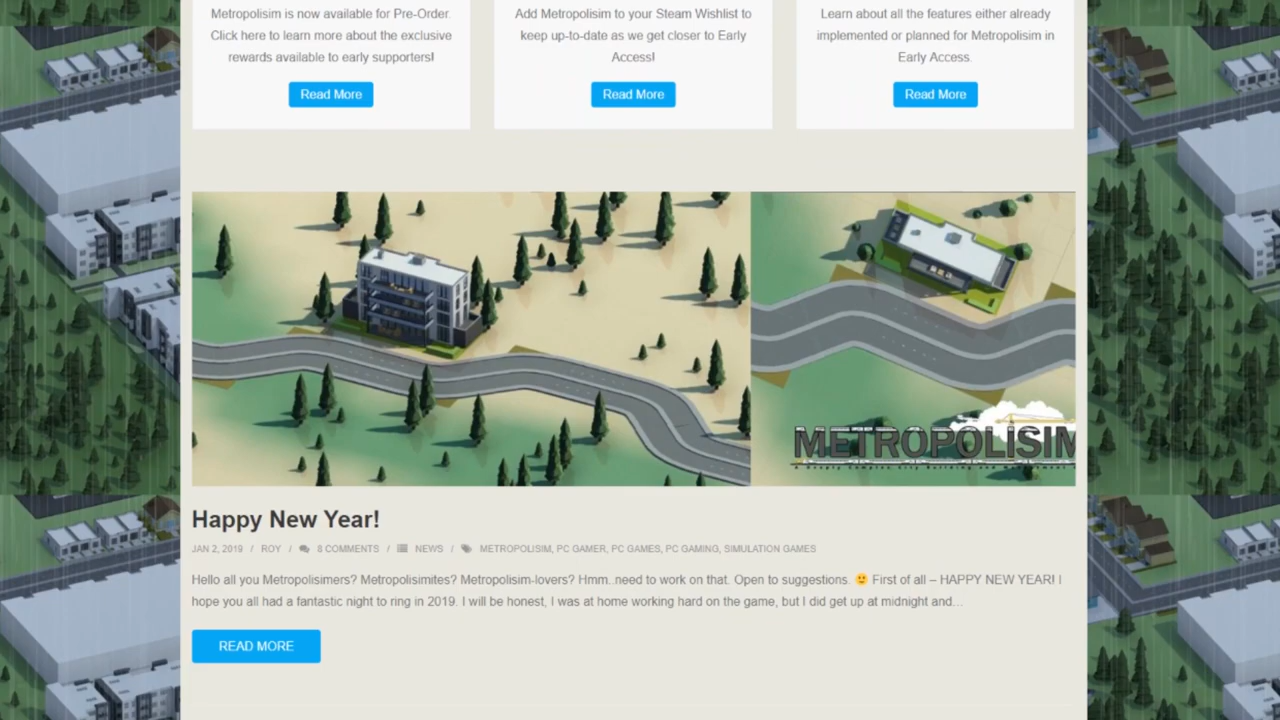 Metropolisim is now available for Pre-Order.
Click here to learn more about the exclusive
rewards available to early supporters!
Read More
Add Metropolisim to your Steam Wishlist to
keep up-to-date as we get closer to Early
Access!
Read More
Learn about all the features either already
implemented or planned for Metropolisim in
Early Access.
Read More
METROPOLISIM
Happy New Year!
JAN 2, 2019 / ROY / 8 COMMENTS / NEWS / METROPOLISIM, PC GAMER, PC GAMES, PC GAMING, SIMULATION GAMES
Hello all you Metropolisimers? Metropolisimites? Metropolisim-lovers? Hmm..need to work on that. Open to suggestions. 🙂 First of all – HAPPY NEW YEAR! I
hope you all had a fantastic night to ring in 2019. I will be honest, I was at home working hard on the game, but I did get up at midnight and…
READ MORE